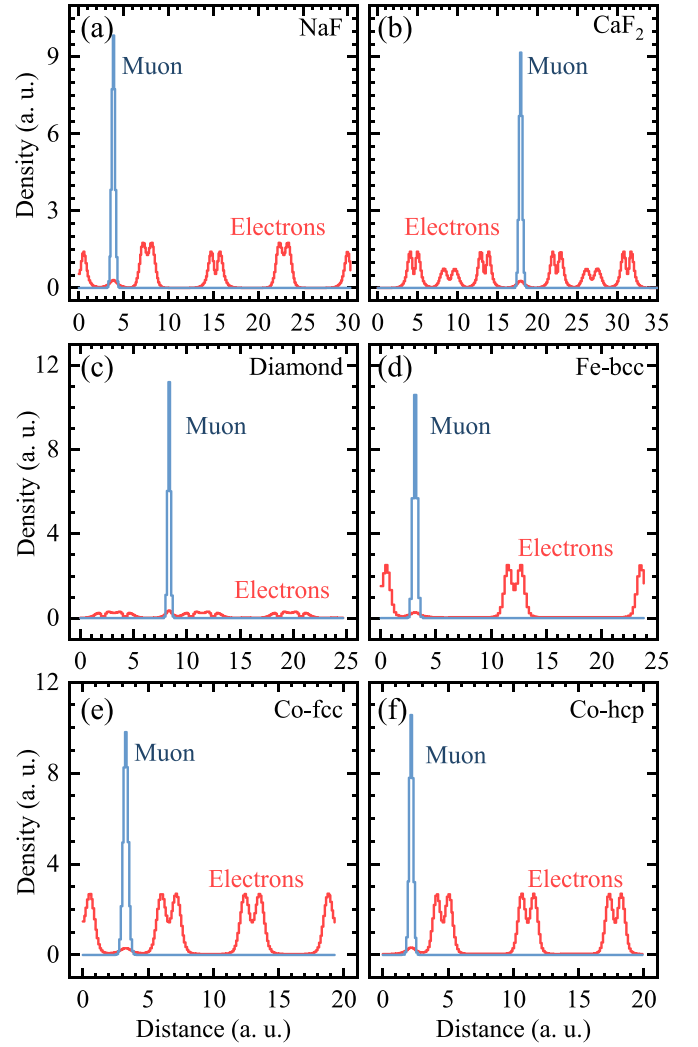 (a) NaF
Muon
Electrons
9
6
3
0
0 5 10 15 20 25 30
Density (a. u.)
(b) CaF₂
Muon
Electrons
0 5 10 15 20 25 30 35
(c) Diamond
Muon
Electrons
12
8
4
0
0 5 10 15 20 25
Density (a. u.)
(d) Fe-bcc
Muon
Electrons
0 5 10 15 20 25
(e) Co-fcc
Muon
Electrons
12
8
4
0
0 5 10 15 20
Density (a. u.)
Distance (a. u.)
(f) Co-hcp
Muon
Electrons
0 5 10 15 20
Distance (a. u.)